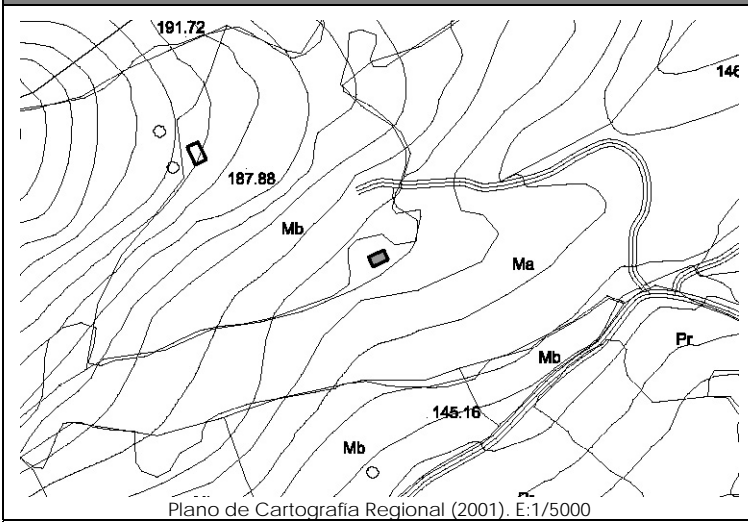 191.72
146
187.88
Mb
Ma
Mb
Pr
145.16
Mb
Plano de Cartografía Regional (2001). E:1/5000